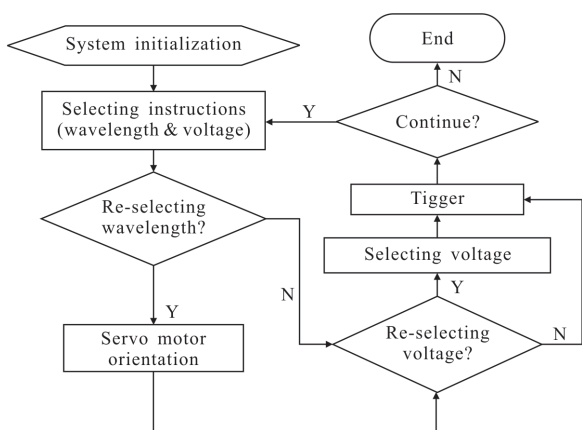 System initialization
Selecting instructions
(wavelength & voltage)
Re-selecting
wavelength?
Y
N
Servo motor
orientation
End
N
Continue?
Y
Tigger
Selecting voltage
Y
Re-selecting
voltage?
N